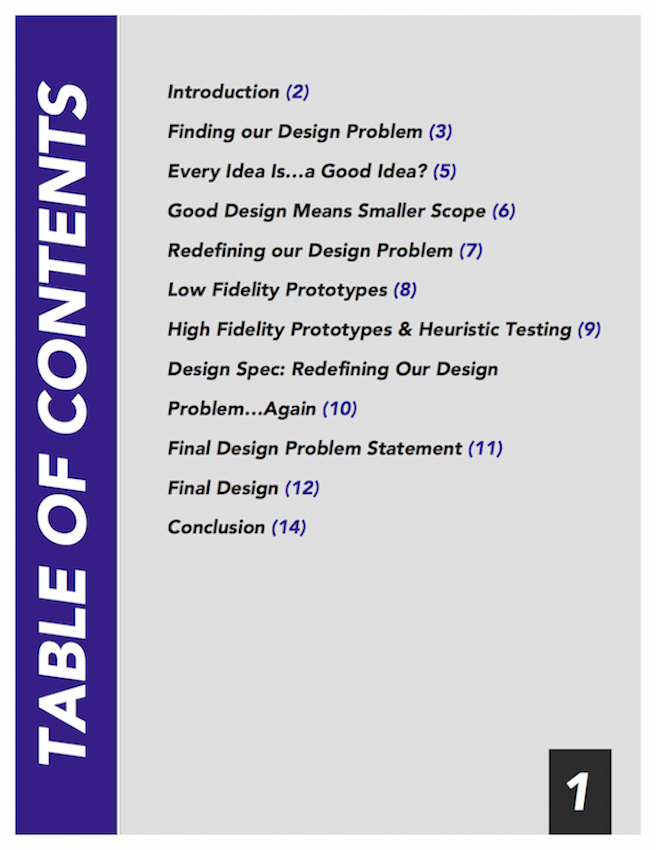 TABLE OF CONTENTS
Introduction (2)
Finding our Design Problem (3)
Every Idea Is...a Good Idea? (5)
Good Design Means Smaller Scope (6)
Redefining our Design Problem (7)
Low Fidelity Prototypes (8)
High Fidelity Prototypes & Heuristic Testing (9)
Design Spec: Redefining Our Design
Problem...Again (10)
Final Design Problem Statement (11)
Final Design (12)
Conclusion (14)
1